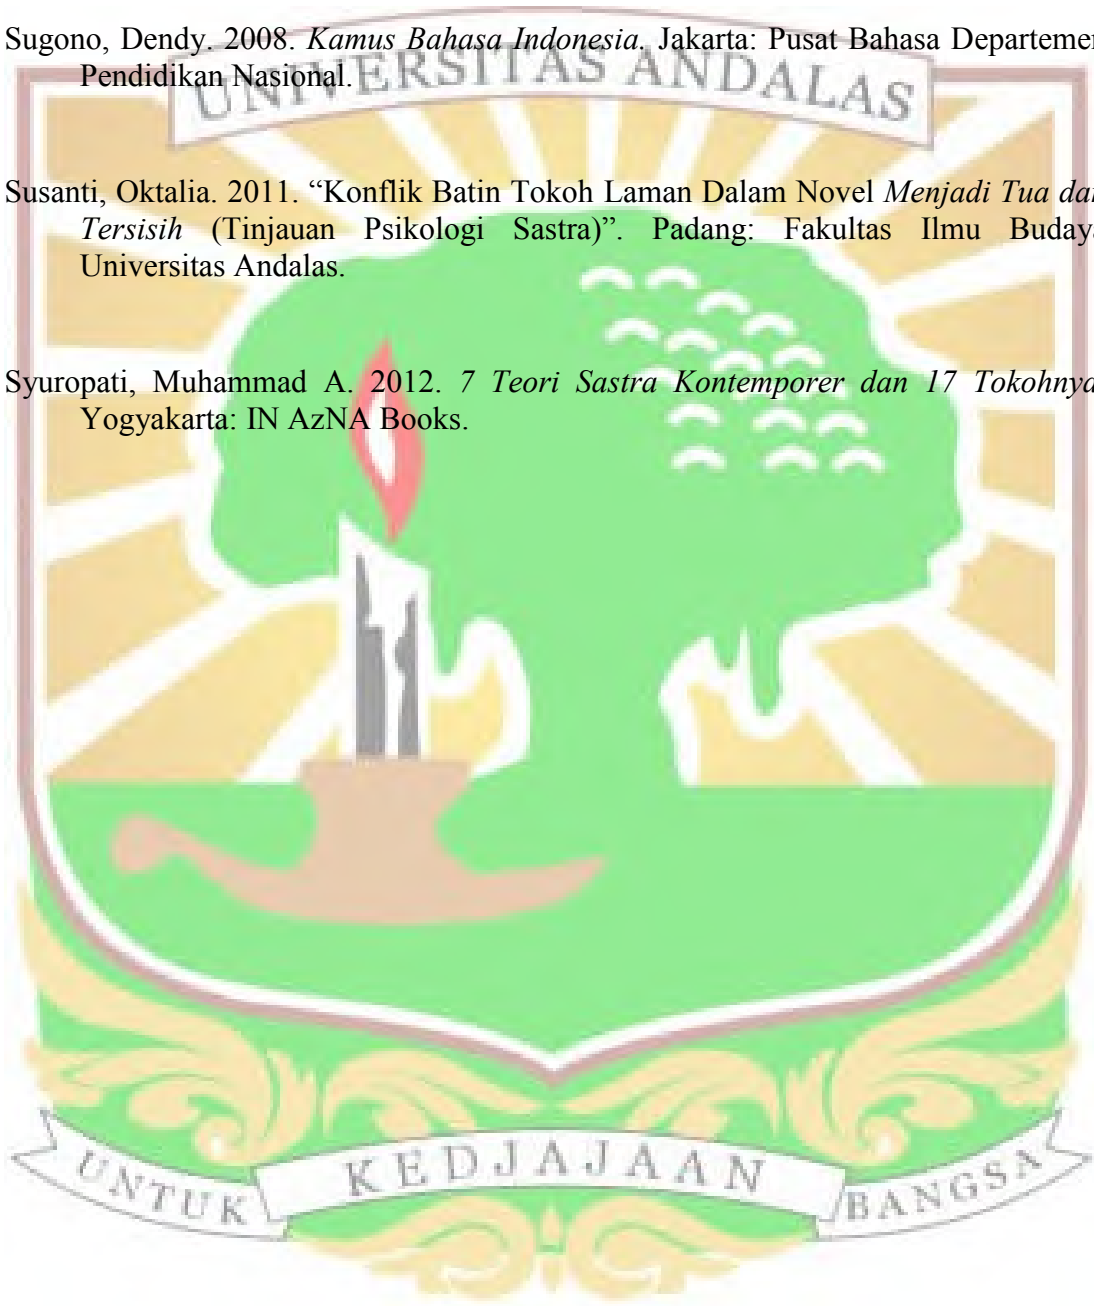 Sugono, Dendy. 2008. Kamus Bahasa Indonesia. Jakarta: Pusat Bahasa Departemen
Pendidikan Nasional.
UNIVERSITAS ANDALAS
Susanti, Oktalia. 2011. “Konflik Batin Tokoh Laman Dalam Novel Menjadi Tua dan
Tersisih (Tinjauan Psikologi Sastra)”. Padang: Fakultas Ilmu Budaya
Universitas Andalas.
Syuropati, Muhammad A. 2012. 7 Teori Sastra Kontemporer dan 17 Tokohnya
Yogyakarta: IN AzNA Books.
UNTUK KEDJAJAAN BANGSA